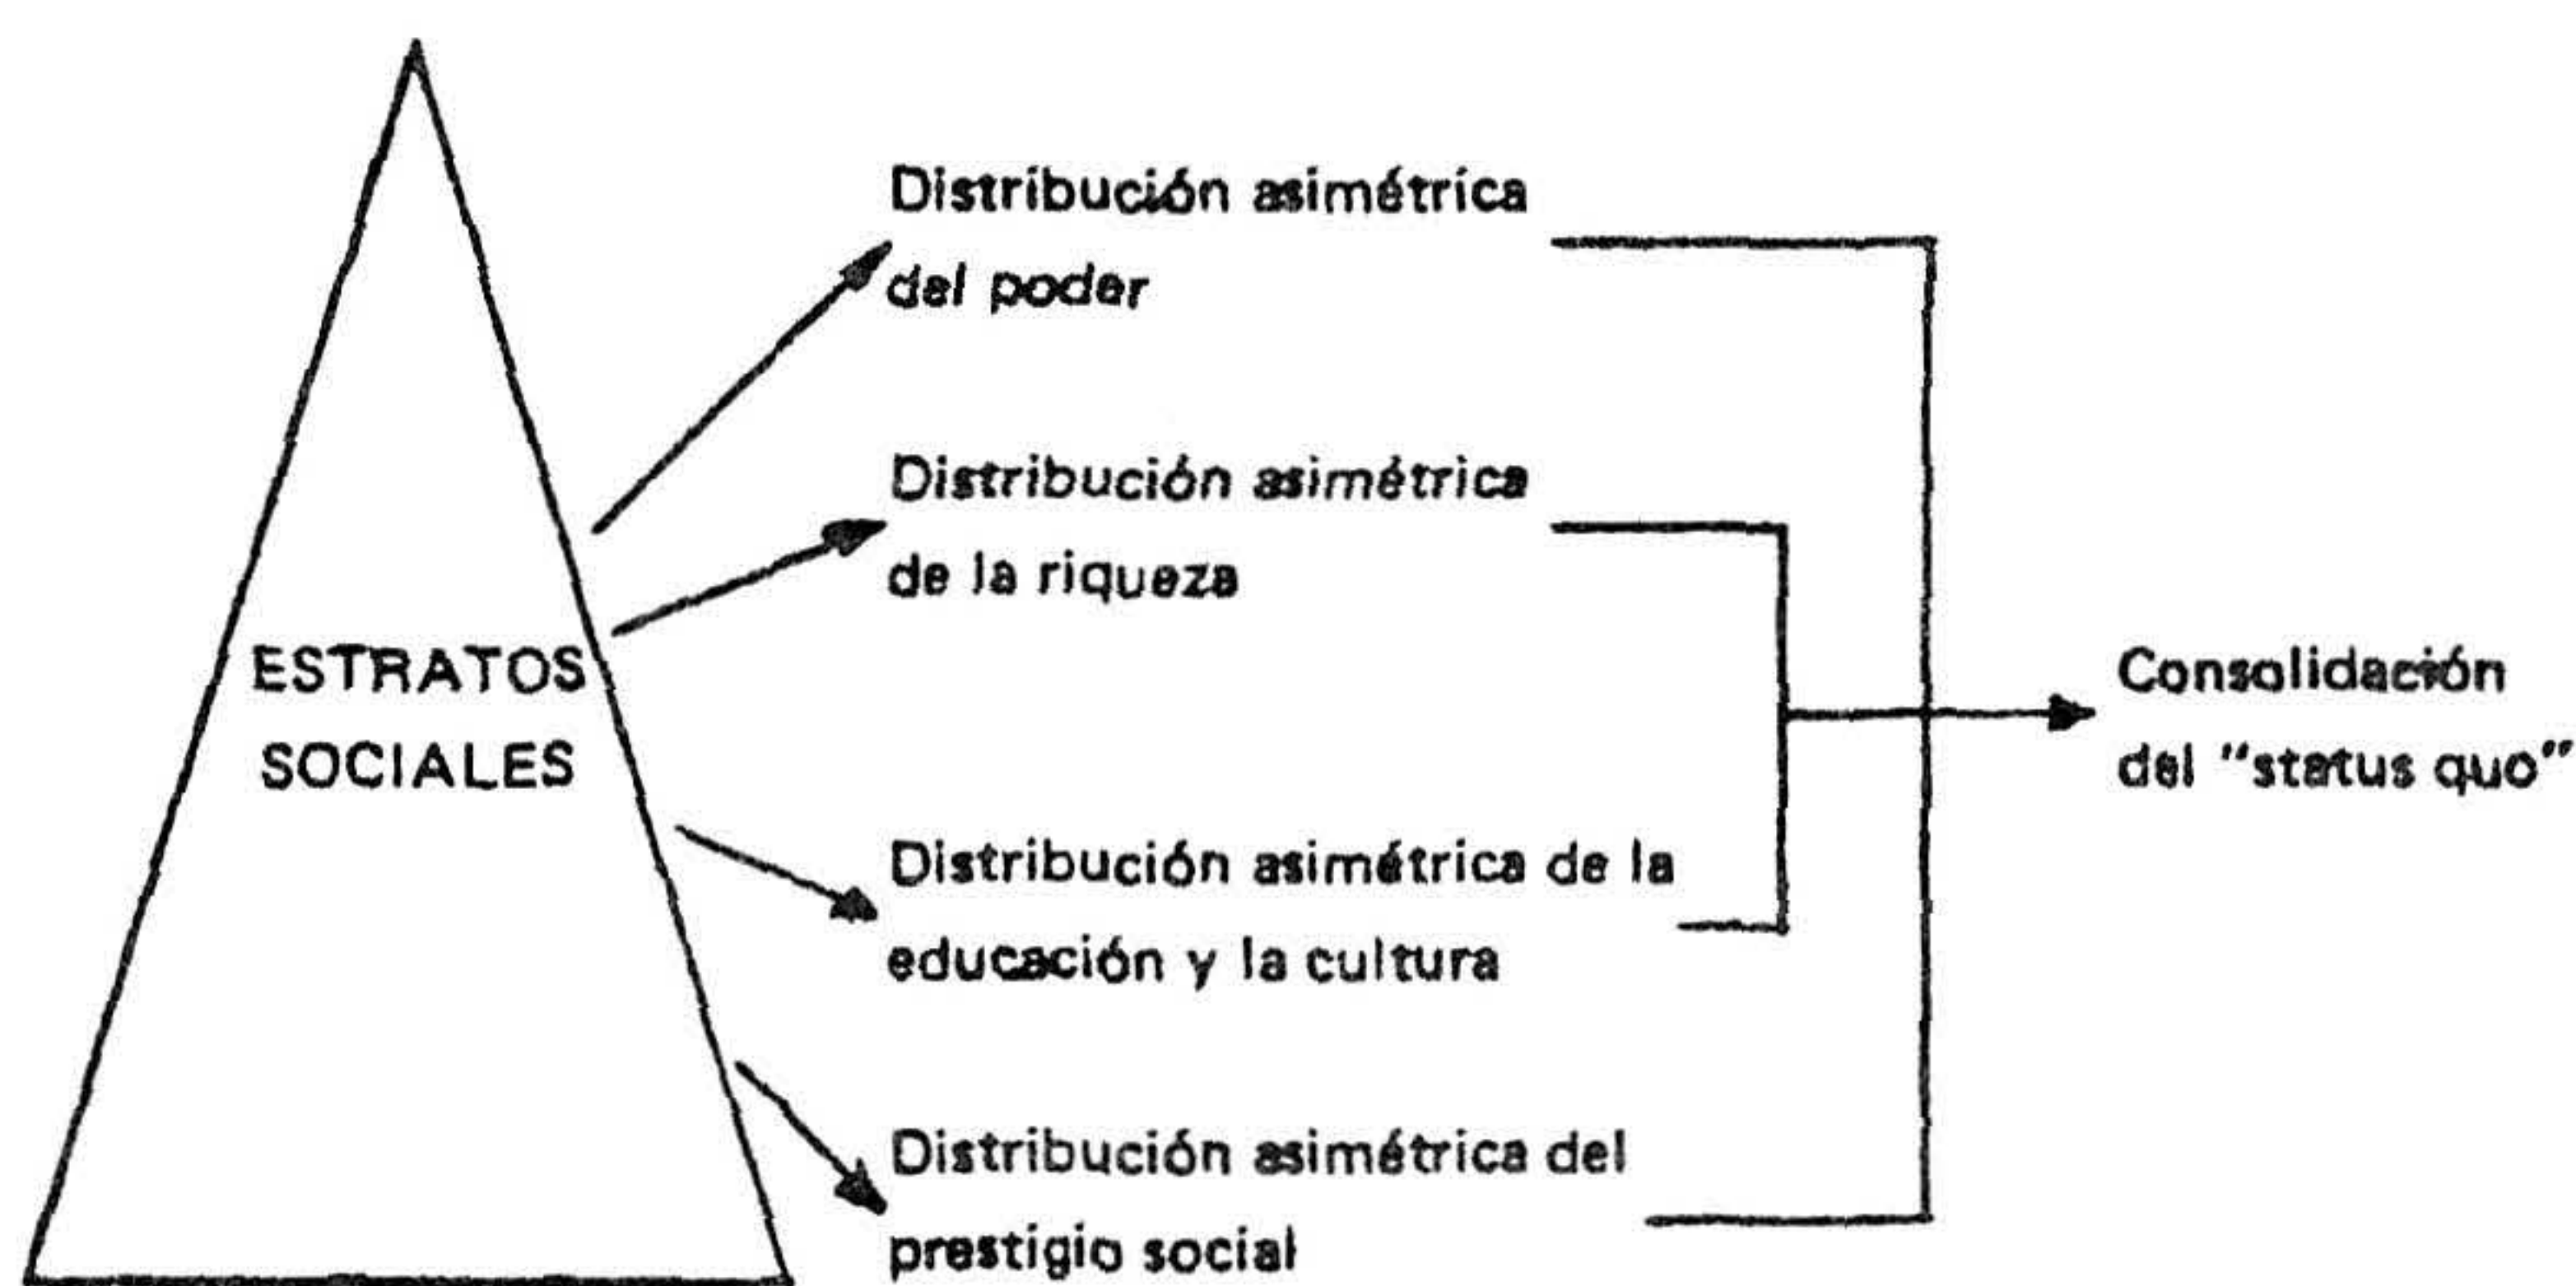 Distribución asimétrica
del poder
Distribución asimétrica
de la riqueza
ESTRATOS
SOCIALES
Consolidación
del "status quo"
Distribución asimétrica de la
educación y la cultura
Distribución asimétrica del
prestigio social